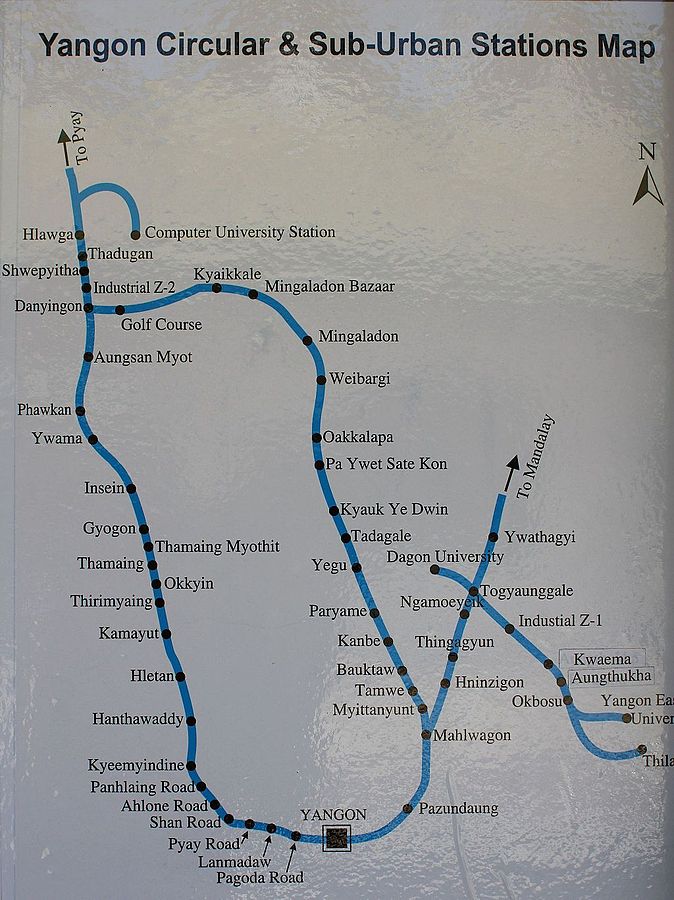 Yangon Circular & Sub-Urban Stations Map
To Pyay
N
Hlawga
Computer University Station
Thadugan
Shwepyitha
Industrial Z-2
Kyaikkale
Mingaladon Bazaar
Danyingon
Golf Course
Mingaladon
Aungsan Myot
Weibargi
Phawkan
Ywama
Oakkalapa
Pa Ywet Sate Kon
To Mandalay
Insein
Kyauk Ye Dwin
Gyogon
Tadagale
Ywathagyi
Thamaing Myothit
Dagon University
Thamaing
Yegu
Okkyin
Togyaunggale
Thirimyaing
Ngamoeyeik
Paryame
Industial Z-1
Kamayut
Kanbe
Thingagyun
Kwaema
Bauktaw
Aungthukha
Hletan
Hninzigon
Tamwe
Okbosu
Yangon Eas
Myittanyunt
Hanthawaddy
Univer
Mahlwagon
Thila
Kyeemyindine
Panhlaing Road
Ahlone Road
Pazundaung
YANGON
Shan Road
Pyay Road
Lanmadaw
Pagoda Road